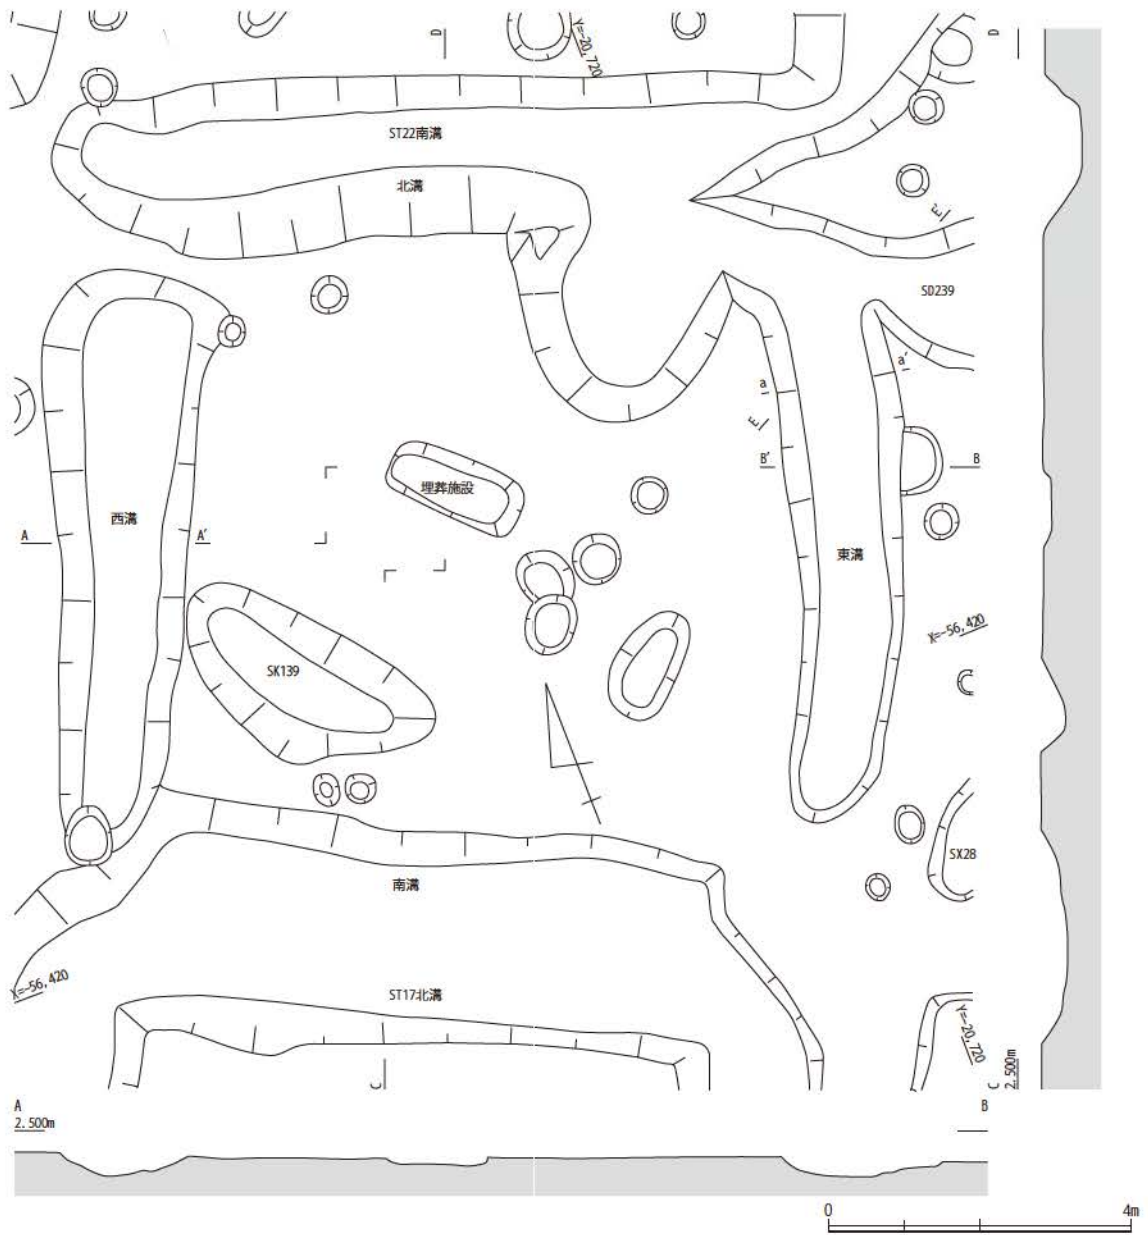 D
Y=-20,720
D
ST22南溝
北溝
E'
SD239
a'
a
E
B'
B
埋葬施設
西溝
A
A'
東溝
X=-56,420
SK139
SX28
南溝
X=-56,420
ST17北溝
Y=-20,720
C
C
2.500m
A
2.500m
B
0
4m